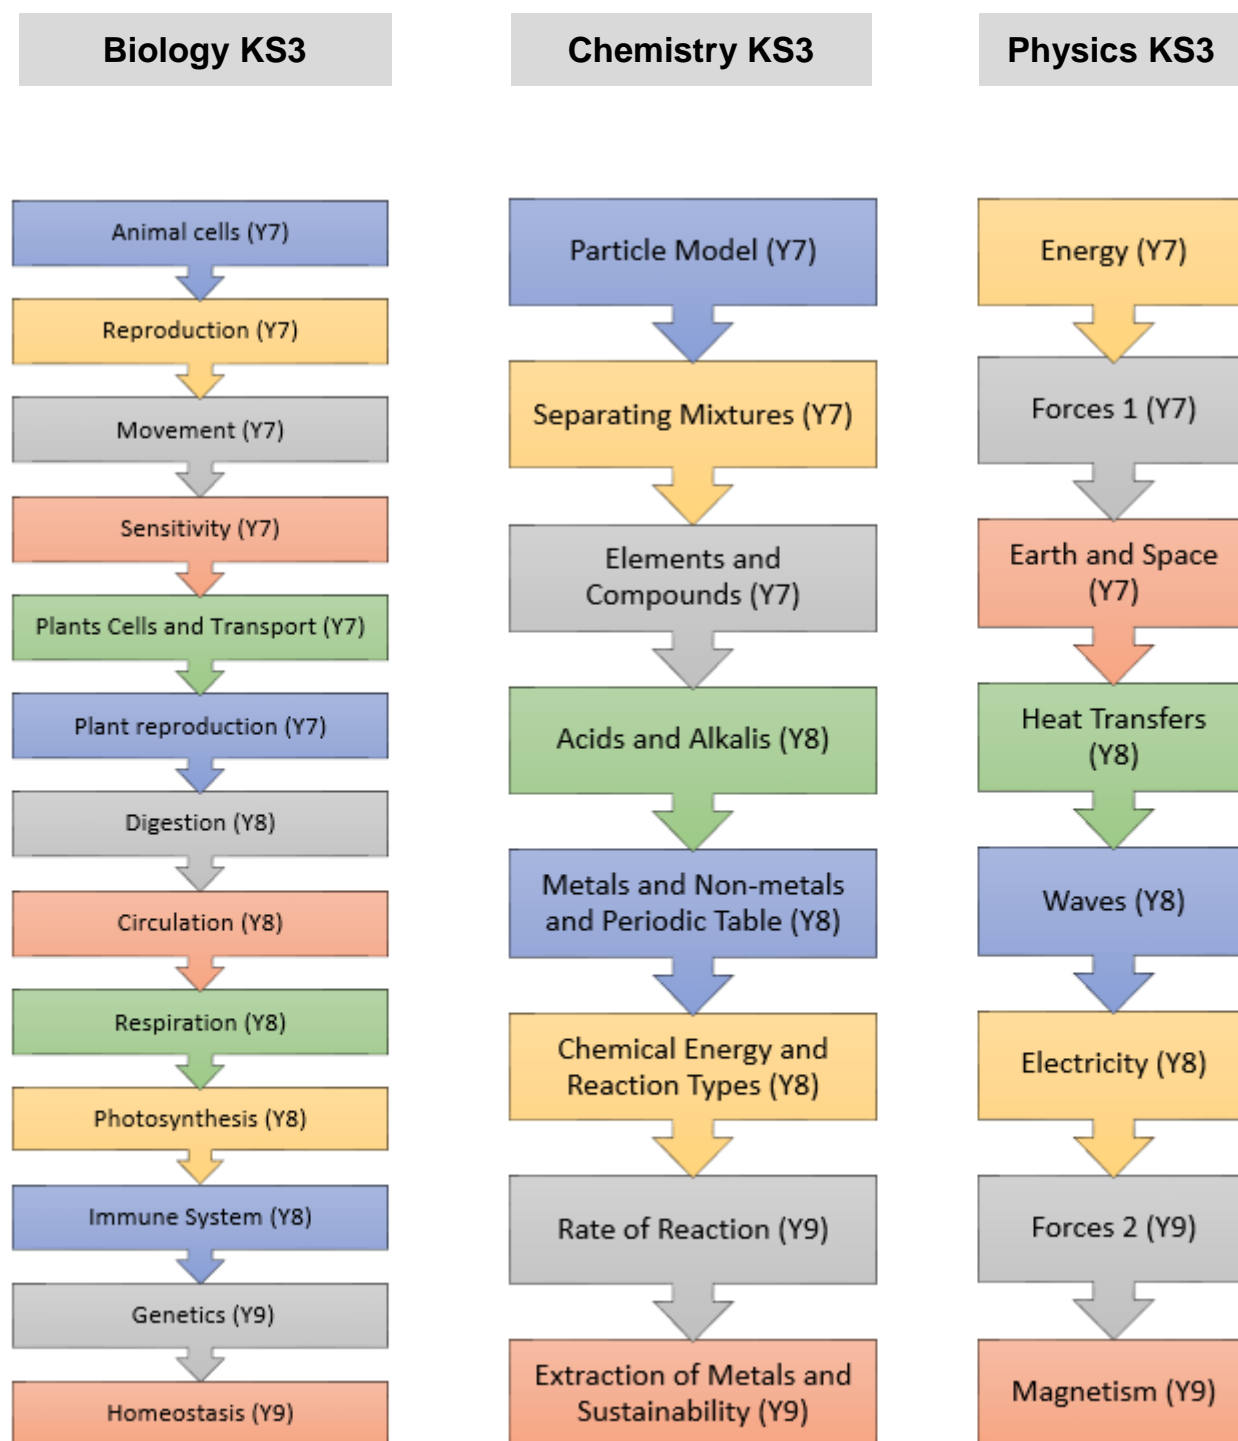 Biology KS3
Animal cells (Y7)
Reproduction (Y7)
Movement (Y7)
Sensitivity (Y7)
Plants Cells and Transport (Y7)
Plant reproduction (Y7)
Digestion (Y8)
Circulation (Y8)
Respiration (Y8)
Photosynthesis (Y8)
Immune System (Y8)
Genetics (Y9)
Homeostasis (Y9)
Chemistry KS3
Particle Model (Y7)
Separating Mixtures (Y7)
Elements and
Compounds (Y7)
Acids and Alkalis (Y8)
Metals and Non-metals
and Periodic Table (Y8)
Chemical Energy and
Reaction Types (Y8)
Rate of Reaction (Y9)
Extraction of Metals and
Sustainability (Y9)
Physics KS3
Energy (Y7)
Forces 1 (Y7)
Earth and Space
(Y7)
Heat Transfers
(Y8)
Waves (Y8)
Electricity (Y8)
Forces 2 (Y9)
Magnetism (Y9)